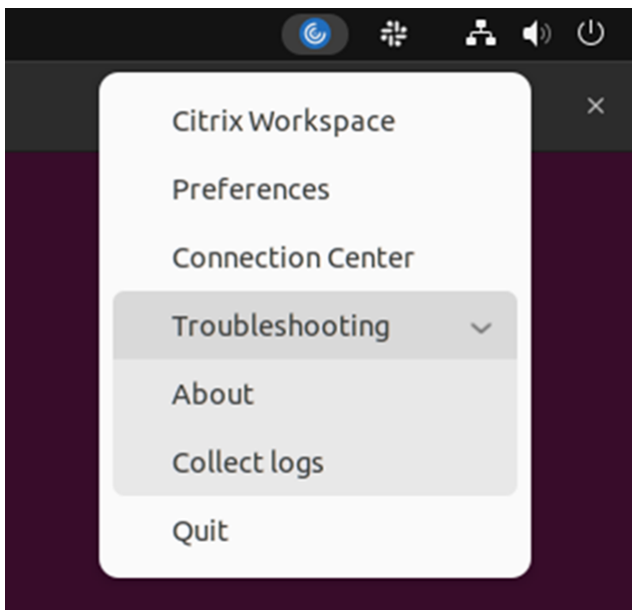 Citrix Workspace
Preferences
Connection Center
Troubleshooting
About
Collect logs
Quit